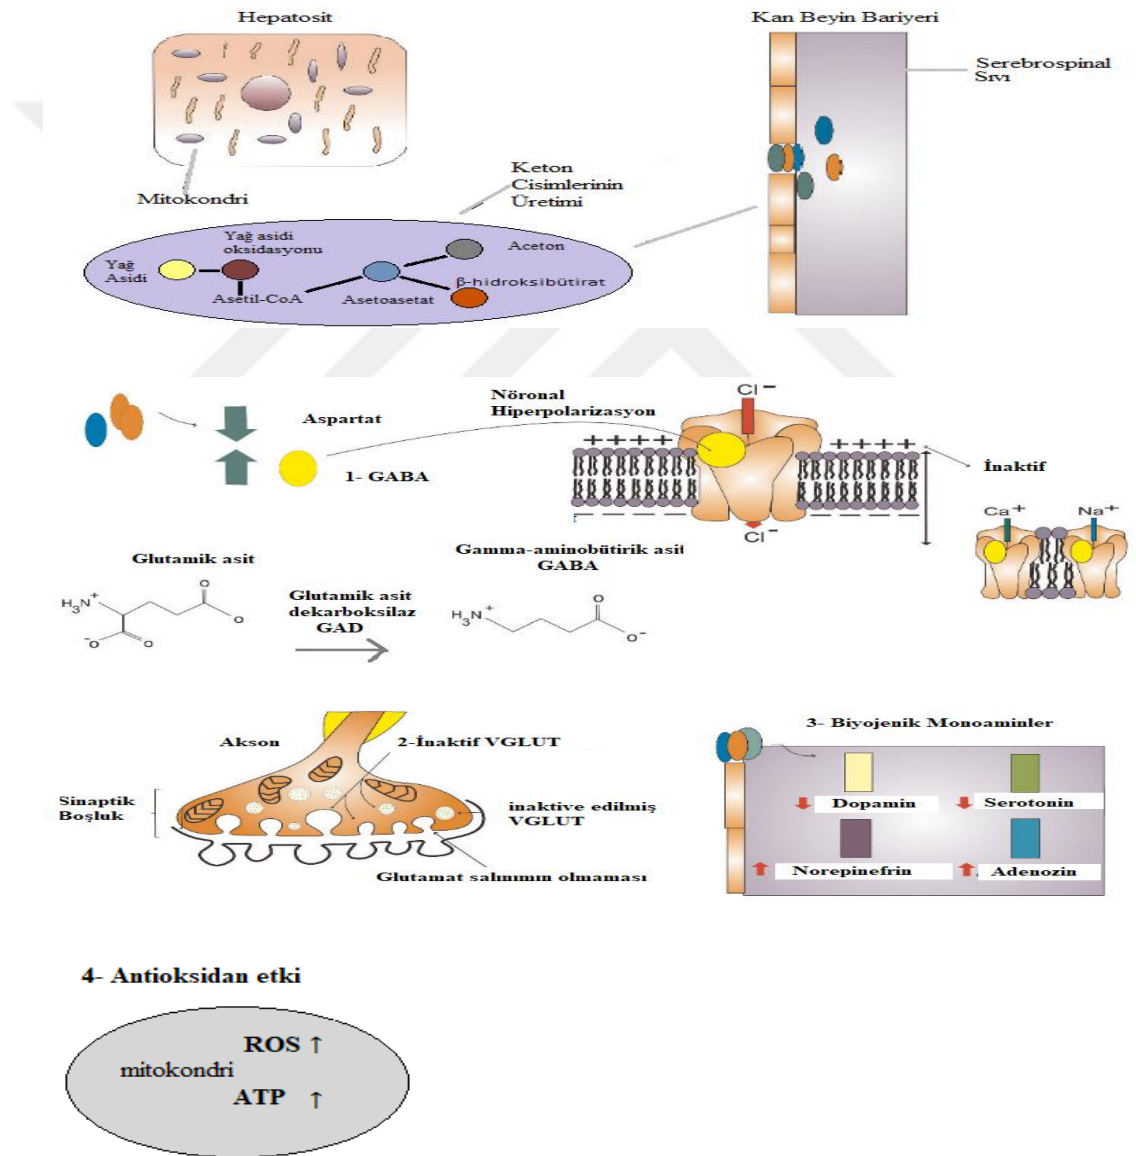 Hepatosit
Kan Beyin Bariyeri
Serebrospinal
Sıvı
Mitokondri
Keton
Cisimlerinin
Üretimi
Yağ asidi
oksidasyonu
Yağ
Asidi
Asetil-CoA
Asetoasetat
Aceton
β-hidroksibütirat
Aspartat
1- GABA
Nöronal
Hiperpolarizasyon
Cl−
+ + + + +
+ + + + +
İnaktif
Cl−
Ca+
Na+
Glutamik asit
H3N+
O
O
−O
O
Glutamik asit
dekarboksilaz
GAD
Gamma-aminobütirik asit
GABA
H3N+
O
O−
Akson
2-İnaktif VGLUT
Sinaptik
Boşluk
inaktive edilmiş
VGLUT
Glutamat salınımın olmaması
3- Biyojenik Monoaminler
Dopamin
Serotonin
Norepinefrin
Adenozin
4- Antioksidan etki
ROS ↑
mitokondri
ATP ↑